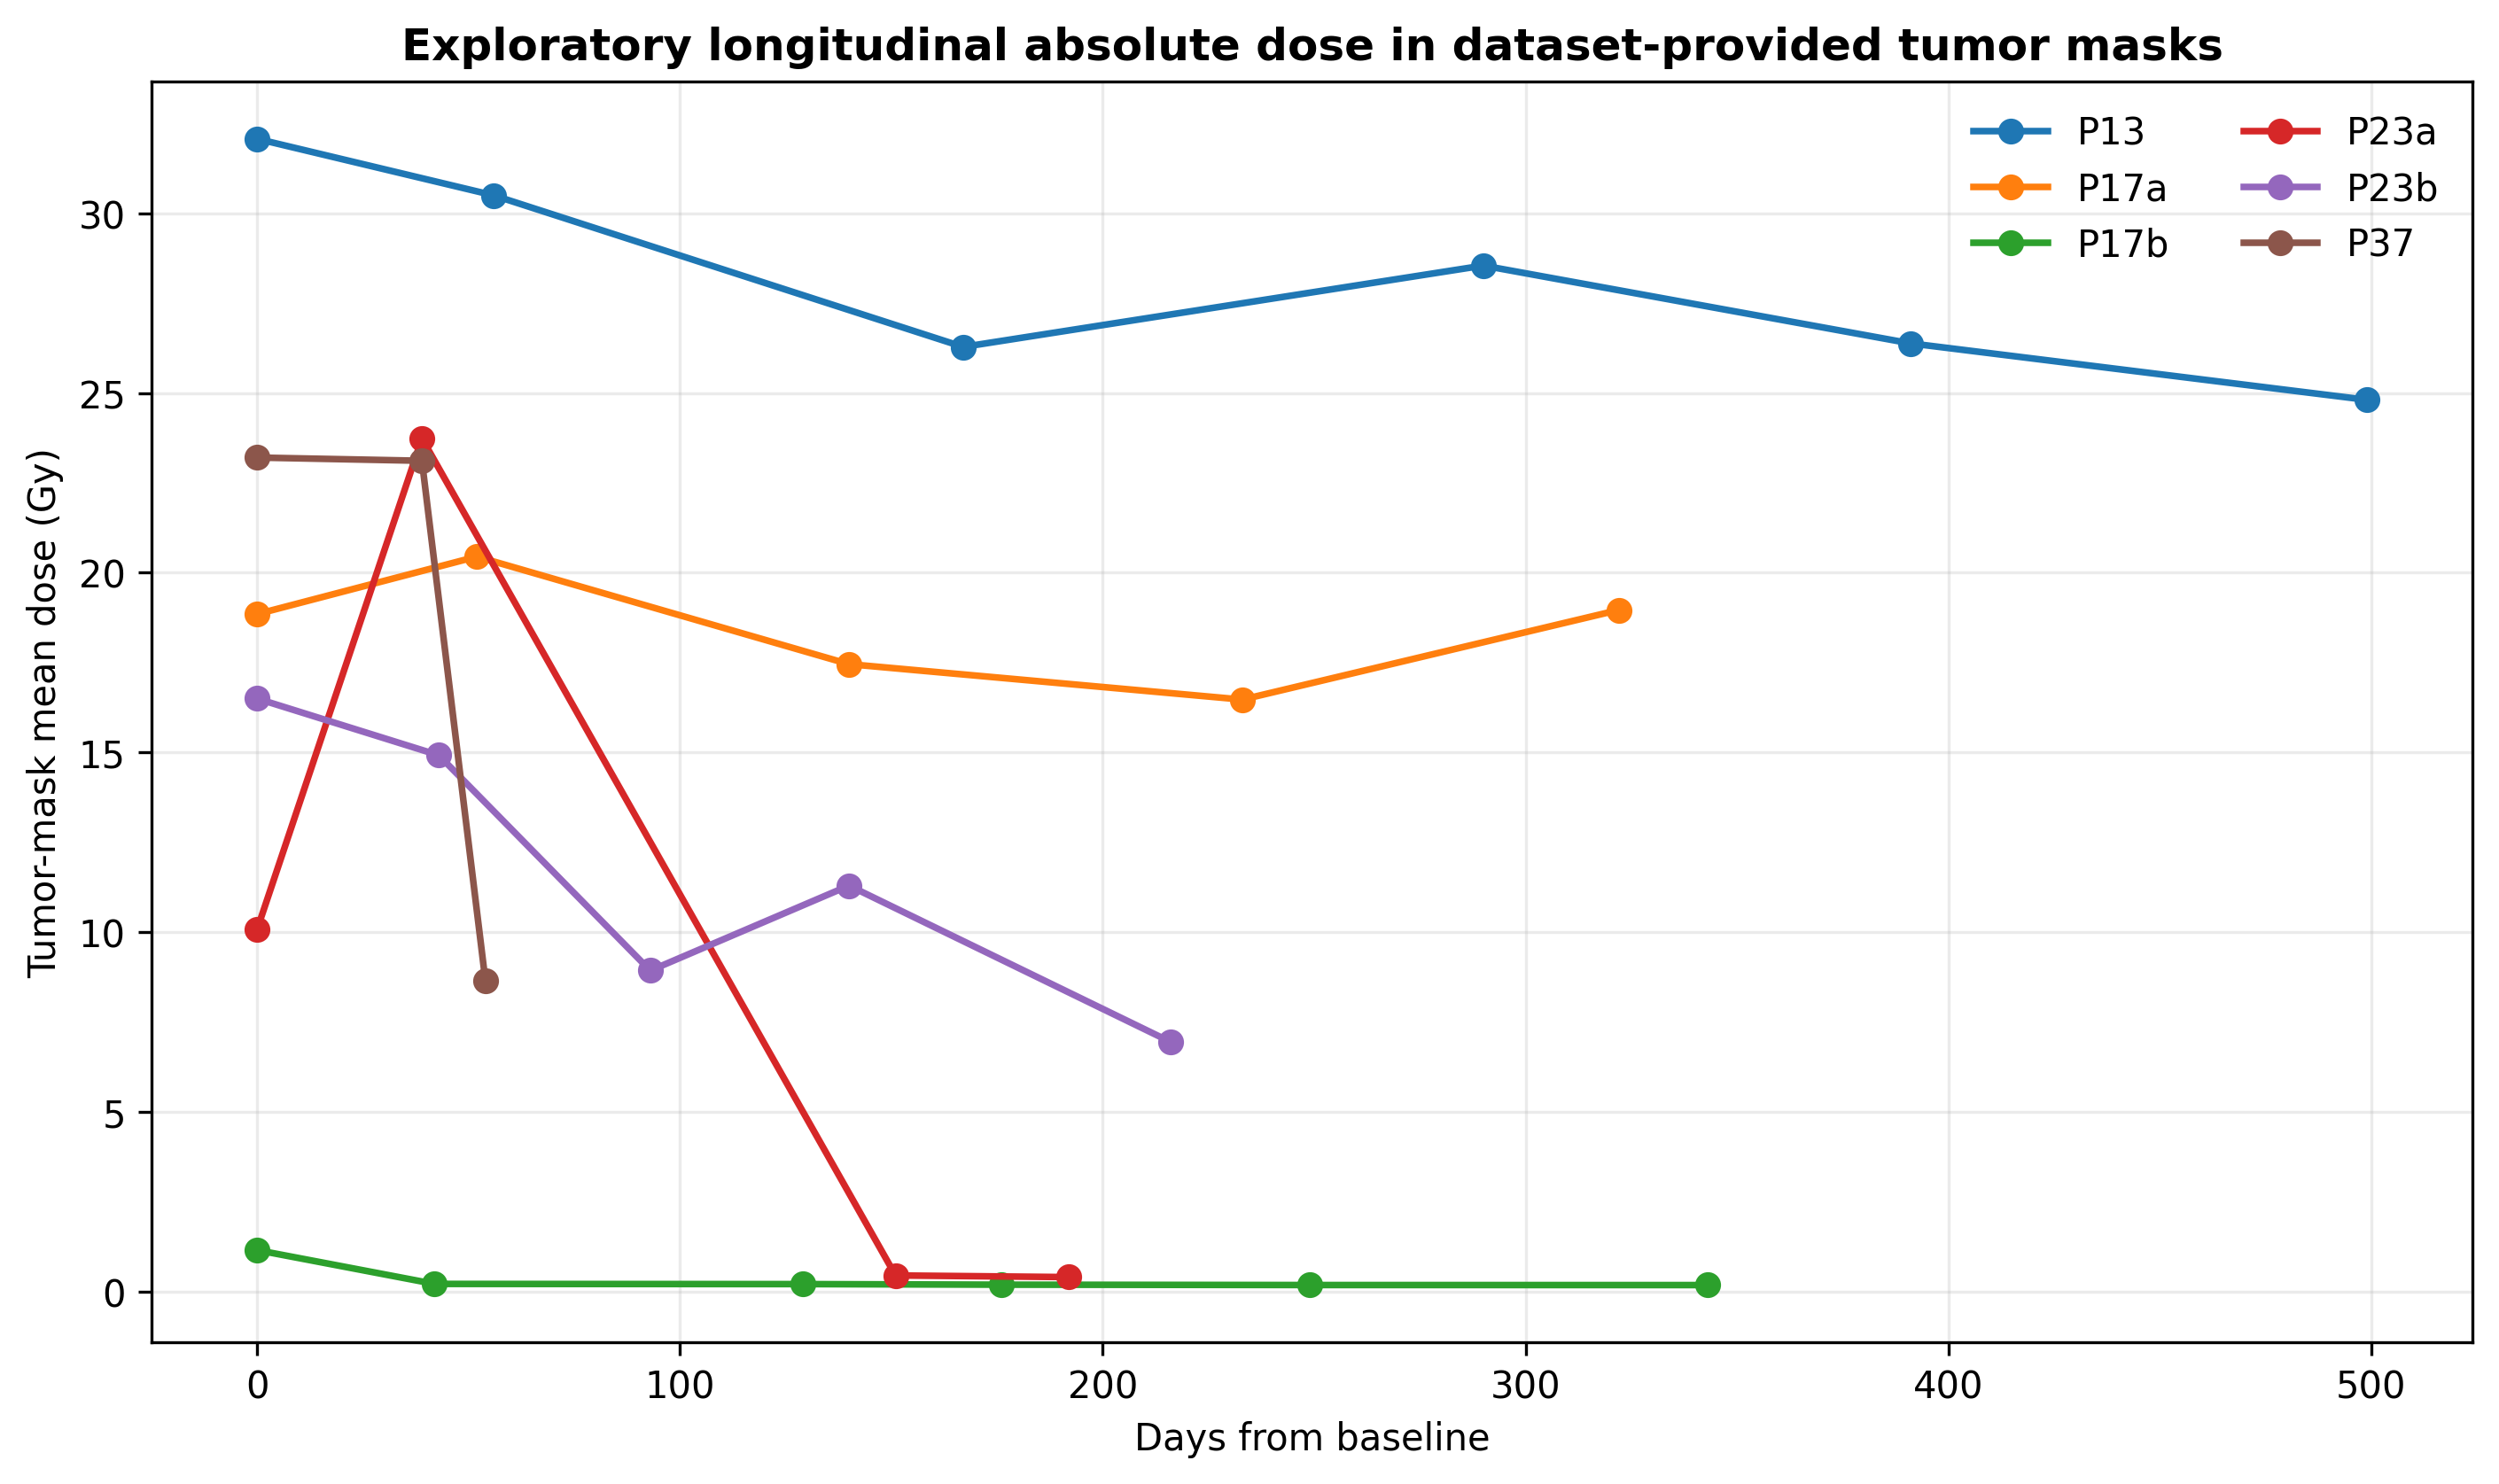 Exploratory longitudinal absolute dose in dataset-provided tumor masks
P13
P17a
P17b
P23a
P23b
P37
Tumor-mask mean dose (Gy)
30
25
20
15
10
5
0
0 100 200 300 400 500
Days from baseline